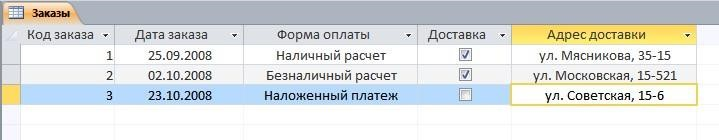 Заказы
Код заказа Дата заказа Форма оплаты Доставка Адрес доставки
1 25.09.2008 Наличный расчет ул. Мясникова, 35-15
2 02.10.2008 Безналичный расчет ул. Московская, 15-521
3 23.10.2008 Наложенный платеж ул. Советская, 15-6